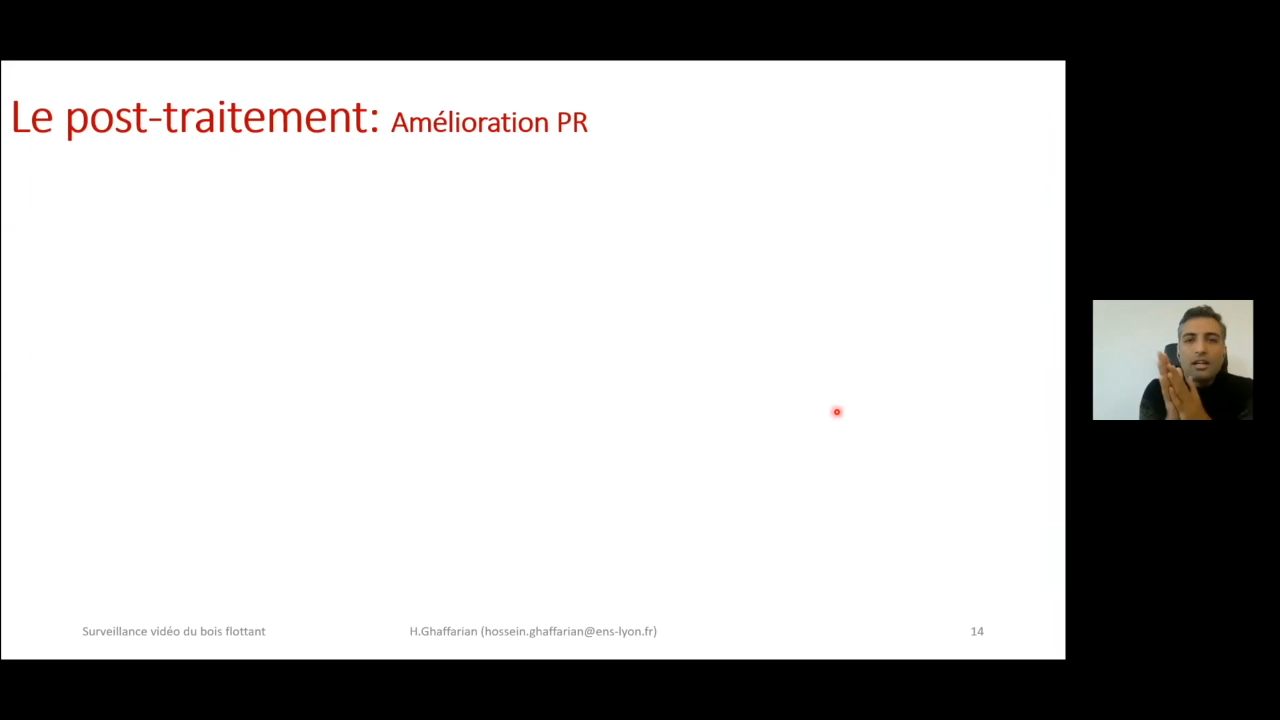 Le post-traitement: Amélioration PR
Surveillance vidéo du bois flottant
H.Ghaffarian (hossein.ghaffarian@ens-lyon.fr)
14